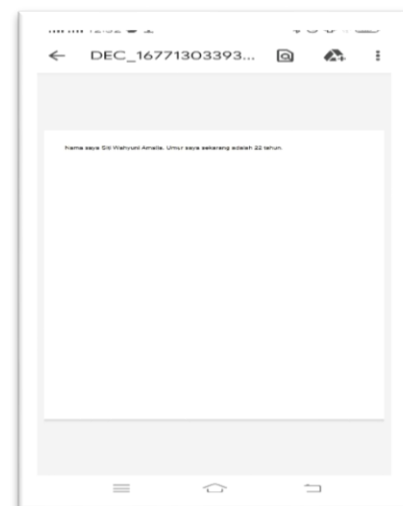 DEC_16771303393...
Nama saya Siti Wahyuni Amalia. Umur saya sekarang adalah 22 tahun.